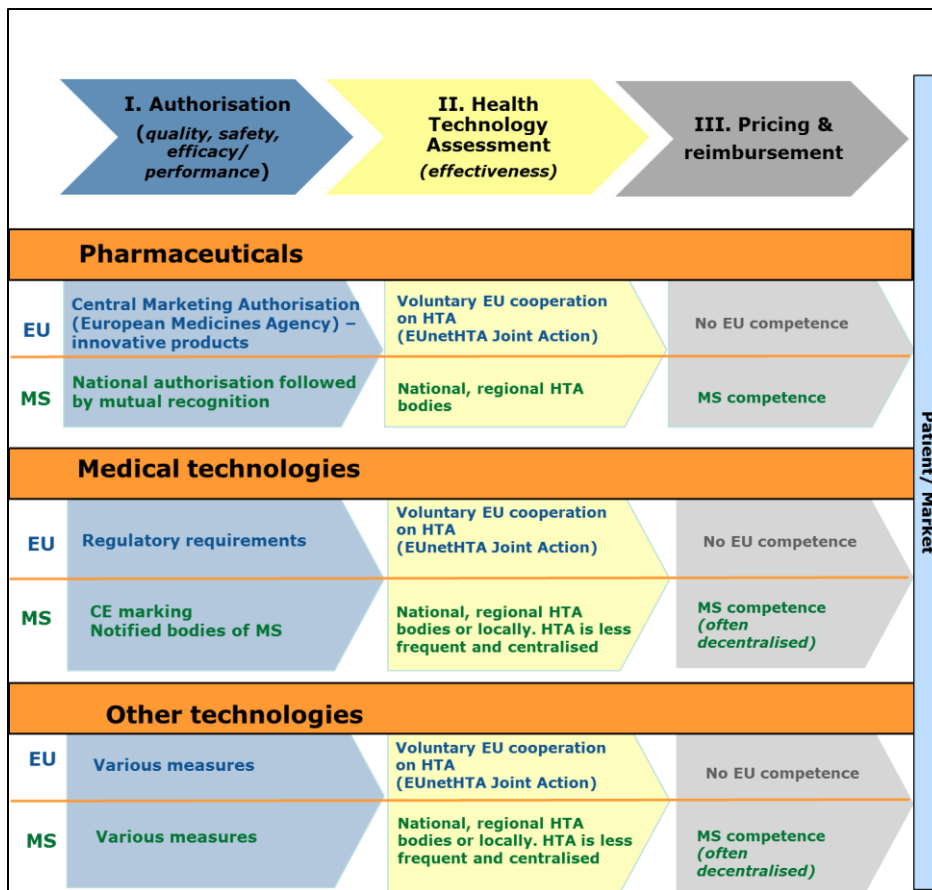 I. Authorisation
(quality, safety,
efficacy/
performance)
II. Health
Technology
Assessment
(effectiveness)
III. Pricing &
reimbursement
Pharmaceuticals
EU
Central Marketing Authorisation
(European Medicines Agency) –
innovative products
Voluntary EU cooperation
on HTA
(EUnetHTA Joint Action)
No EU competence
MS
National authorisation followed
by mutual recognition
National, regional HTA
bodies
MS competence
Medical technologies
EU
Regulatory requirements
Voluntary EU cooperation
on HTA
(EUnetHTA Joint Action)
No EU competence
MS
CE marking
Notified bodies of MS
National, regional HTA
bodies or locally. HTA is less
frequent and centralised
MS competence
(often
decentralised)
Other technologies
EU
Various measures
Voluntary EU cooperation
on HTA
(EUnetHTA Joint Action)
No EU competence
MS
Various measures
National, regional HTA
bodies or locally. HTA is less
frequent and centralised
MS competence
(often
decentralised)
Patient/ Market